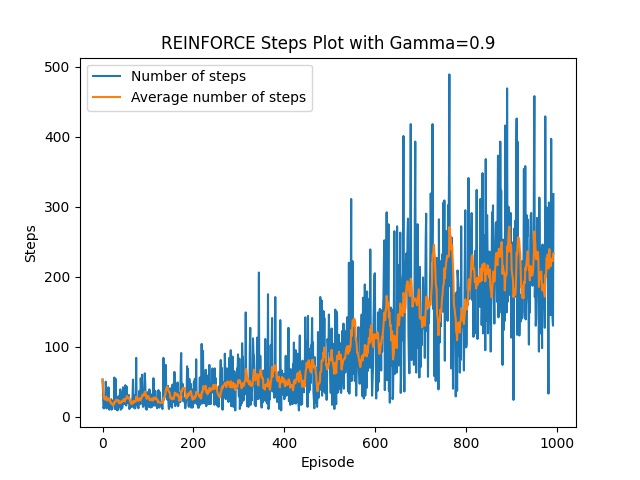 REINFORCE Steps Plot with Gamma=0.9
Number of steps
Average number of steps
500
400
300
200
100
0
Steps
0 200 400 600 800 1000
Episode